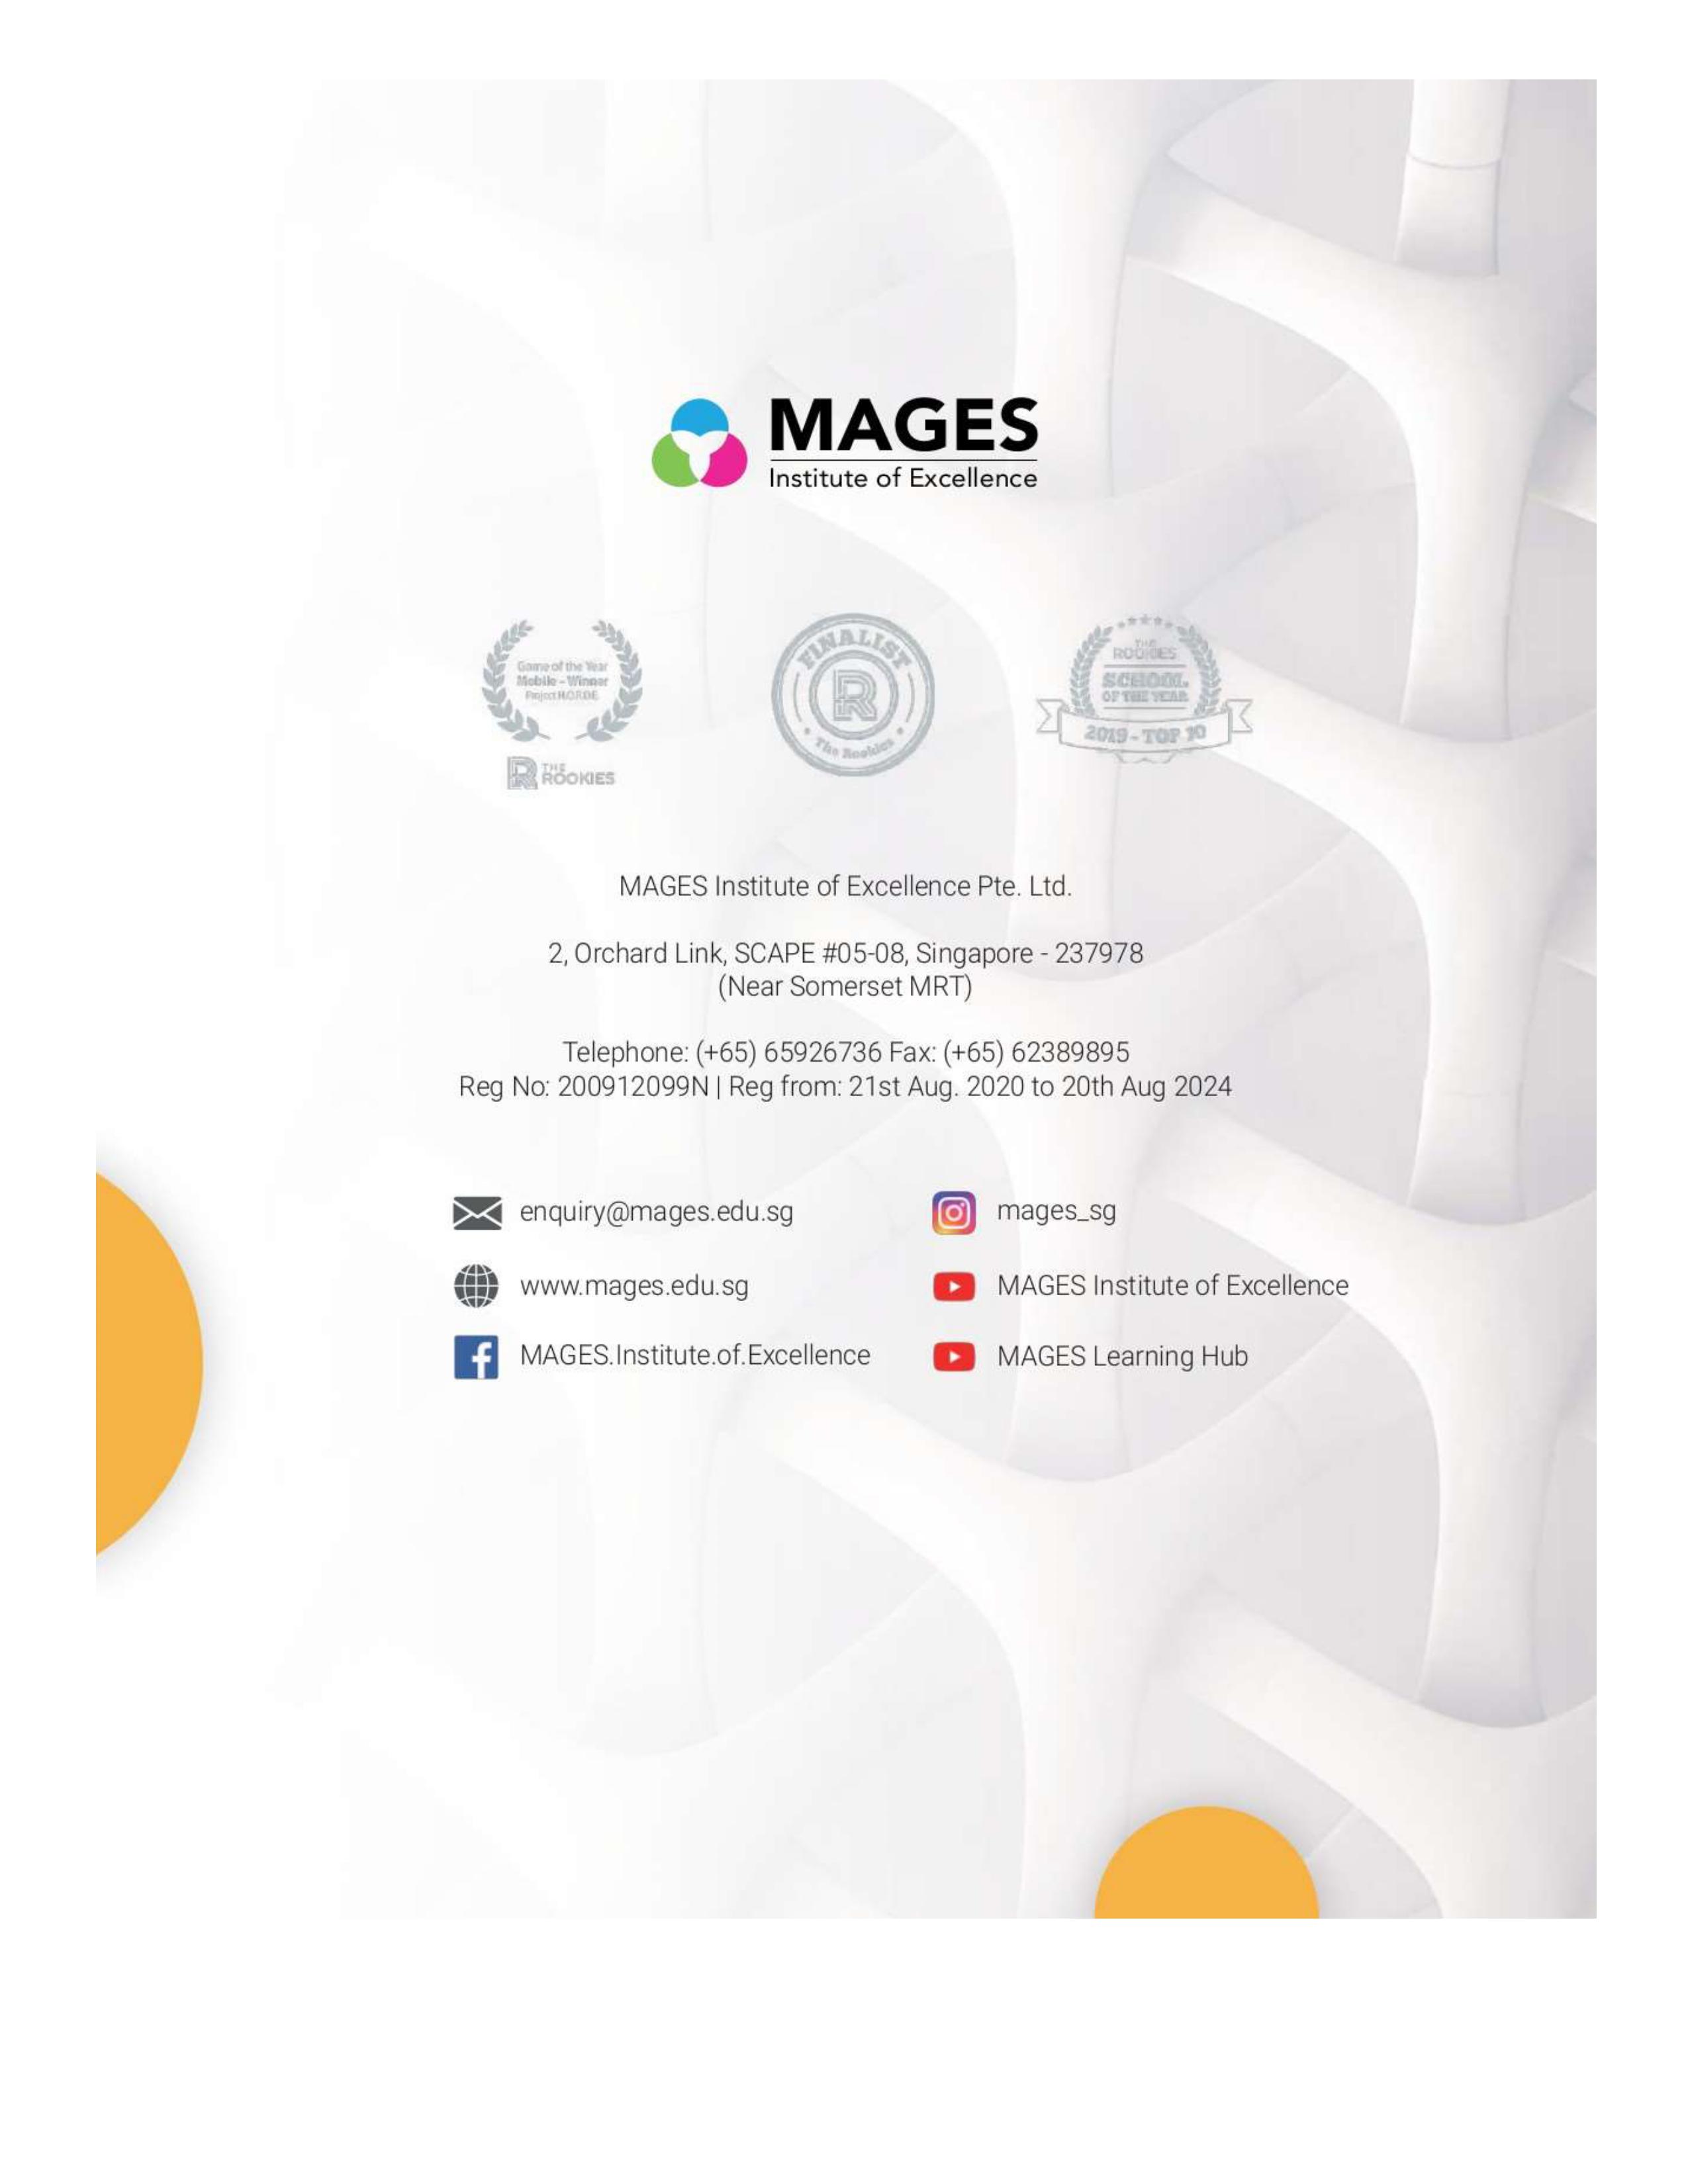 MAGES
Institute of Excellence
Game of the Year
Mobile - Winner
Project H.O.R.D.E
THE
ROOKIES
FINALIST
R
The Rookies
THE
ROOKIES
SCHOOL
OF THE YEAR
2019 - TOP 10
MAGES Institute of Excellence Pte. Ltd.
2, Orchard Link, SCAPE #05-08, Singapore - 237978
(Near Somerset MRT)
Telephone: (+65) 65926736 Fax: (+65) 62389895
Reg No: 200912099N | Reg from: 21st Aug. 2020 to 20th Aug 2024
enquiry@mages.edu.sg
mages_sg
www.mages.edu.sg
MAGES Institute of Excellence
MAGES.Institute.of.Excellence
MAGES Learning Hub